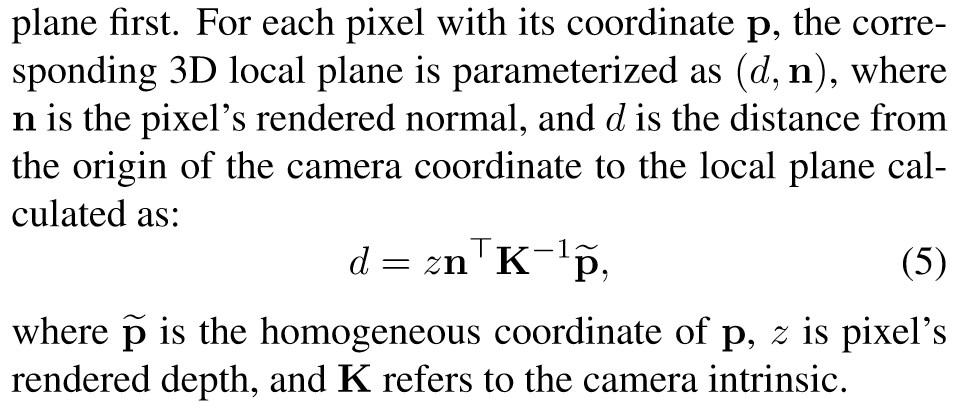 plane first. For each pixel with its coordinate p, the corre-
sponding 3D local plane is parameterized as (d, n), where
n is the pixel's rendered normal, and d is the distance from
the origin of the camera coordinate to the local plane cal-
culated as:
d = zn⊤K−1p̃, (5)
where p̃ is the homogeneous coordinate of p, z is pixel's
rendered depth, and K refers to the camera intrinsic.